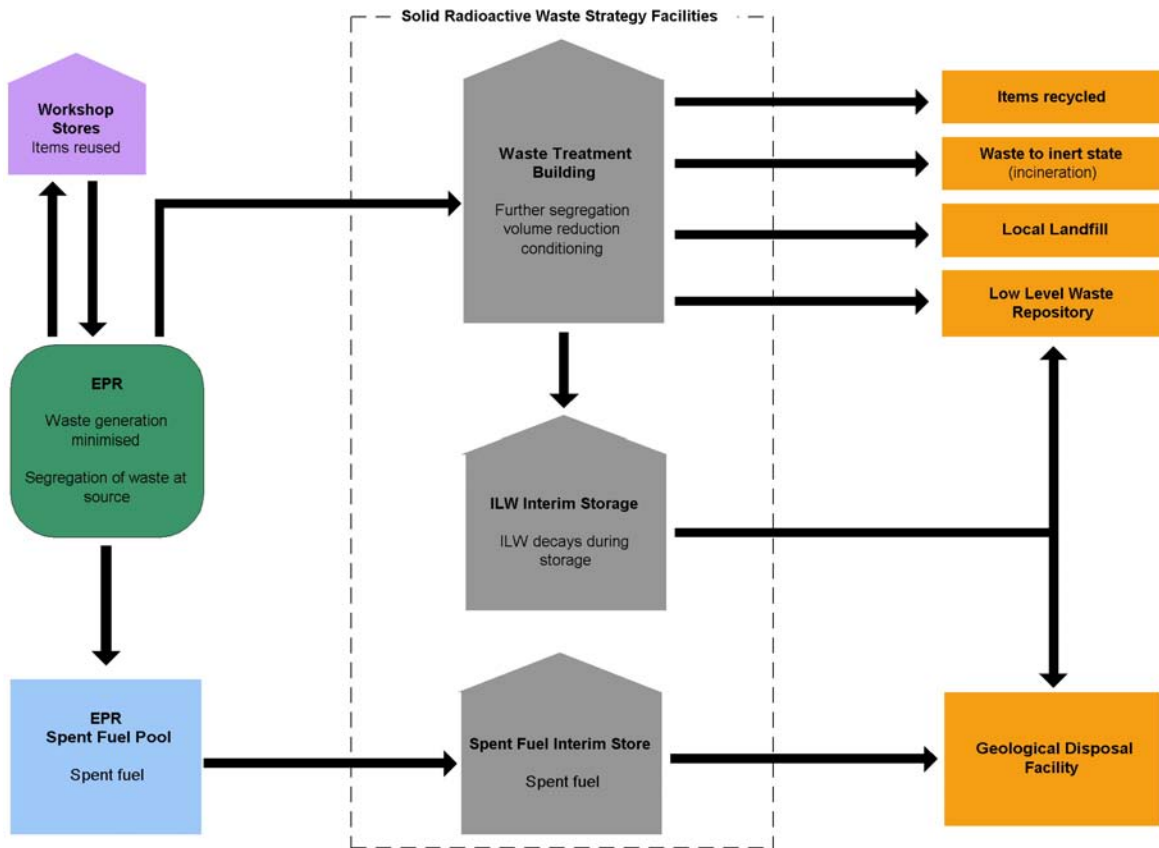 Solid Radioactive Waste Strategy Facilities
Workshop
Stores
Items reused
EPR
Waste generation
minimised
Segregation of waste at
source
EPR
Spent Fuel Pool
Spent fuel
Waste Treatment
Building
Further segregation
volume reduction
conditioning
ILW Interim Storage
ILW decays during
storage
Spent Fuel Interim Store
Spent fuel
Items recycled
Waste to inert state
(incineration)
Local Landfill
Low Level Waste
Repository
Geological Disposal
Facility